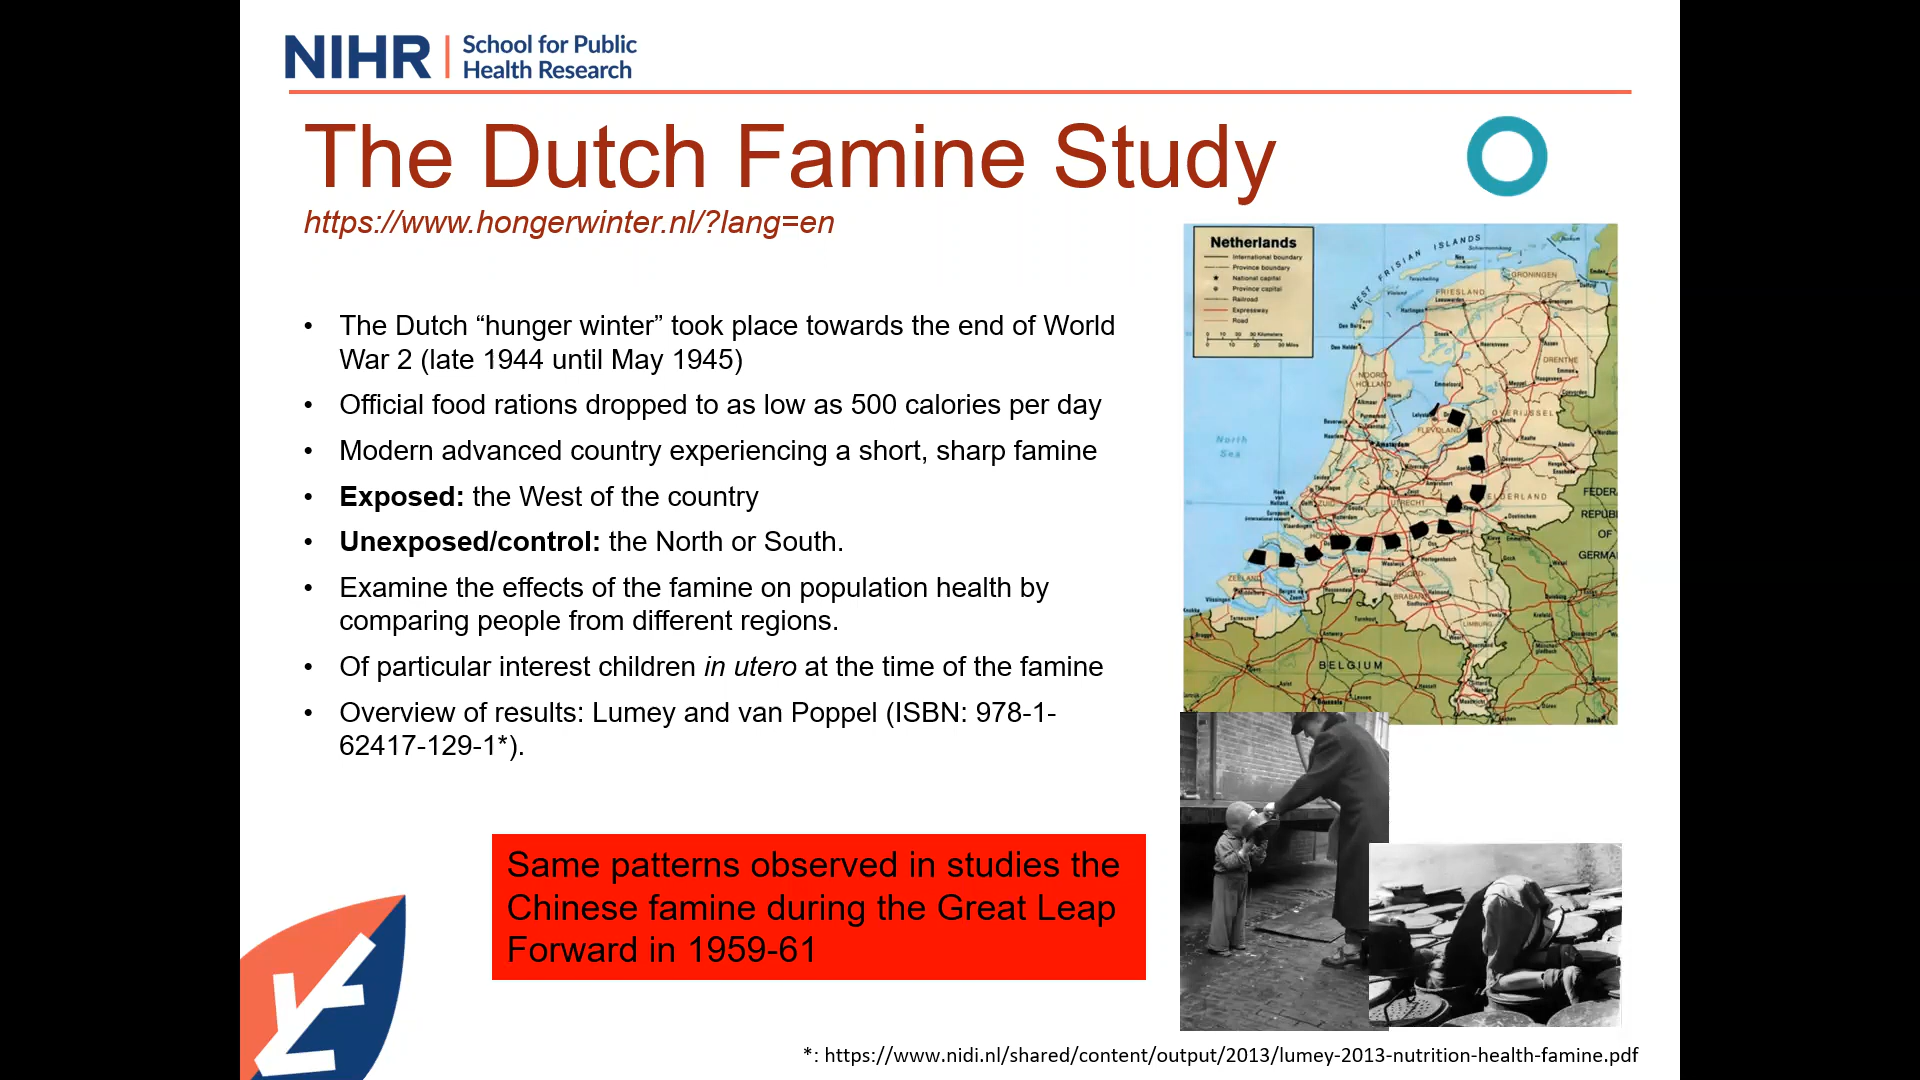 NIHR
School for Public
Health Research
The Dutch Famine Study
https://www.hongerwinter.nl/?lang=en
• The Dutch “hunger winter” took place towards the end of World
War 2 (late 1944 until May 1945)
• Official food rations dropped to as low as 500 calories per day
• Modern advanced country experiencing a short, sharp famine
• Exposed: the West of the country
• Unexposed/control: the North or South.
• Examine the effects of the famine on population health by
comparing people from different regions.
• Of particular interest children in utero at the time of the famine
• Overview of results: Lumey and van Poppel (ISBN: 978-1-
62417-129-1*).
Same patterns observed in studies the
Chinese famine during the Great Leap
Forward in 1959-61
Netherlands
International boundary
Province boundary
National capital
Province capital
Railroad
Expressway
Road
WEST FRISIAN ISLANDS
GRONINGEN
FRIESLAND
DRENTHE
NOORD-
HOLLAND
North
Sea
Amsterdam
UTRECHT
ZEELAND
LIMBURG
BELGIUM
Brussels
*: https://www.nidi.nl/shared/content/output/2013/lumey-2013-nutrition-health-famine.pdf